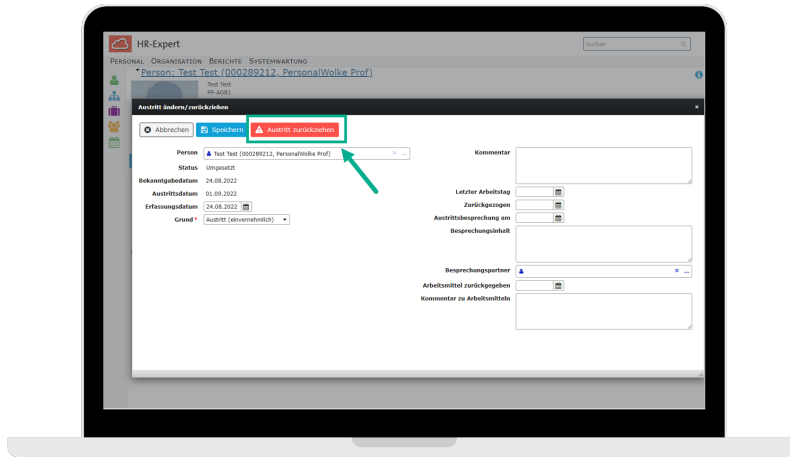 HR-Expert
Suchen
PERSONAL ORGANISATION BERICHTE SYSTEMWARTUNG
Person: Test Test (000289212, PersonalWolke Prof)
Test Test
PP-AGB1
Austritt ändern/zurückziehen
Abbrechen Speichern Austritt zurückziehen
Person Test Test (000289212, PersonalWolke Prof)
Status Umgesetzt
Bekanntgabedatum 24.08.2022
Austrittsdatum 01.09.2022
Erfassungsdatum 24.08.2022
Grund * Austritt (einvernehmlich)
Kommentar
Letzter Arbeitstag
Zurückgezogen
Austrittsbesprechung am
Besprechungsinhalt
Besprechungspartner
Arbeitsmittel zurückgegeben
Kommentar zu Arbeitsmitteln